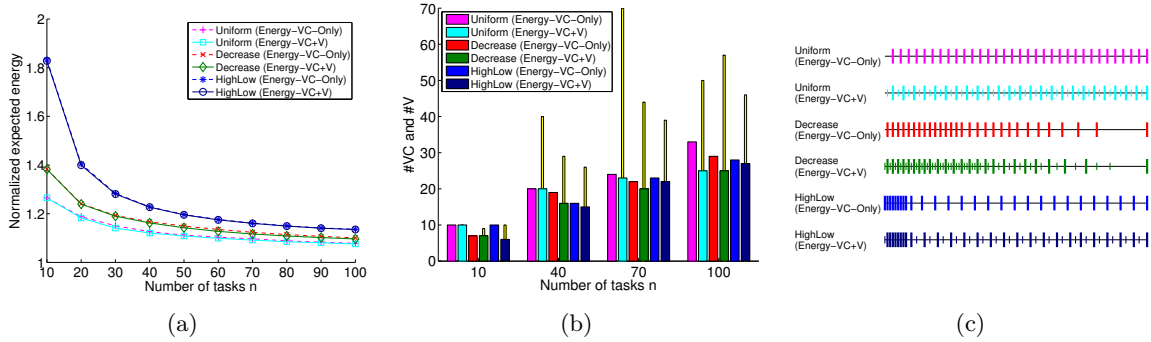 Normalized expected energy
2
1.8
1.6
1.4
1.2
1
10 20 30 40 50 60 70 80 90 100
Number of tasks n
Uniform (Energy−VC−Only)
Uniform (Energy−VC+V)
Decrease (Energy−VC−Only)
Decrease (Energy−VC+V)
HighLow (Energy−VC−Only)
HighLow (Energy−VC+V)
(a)
#VC and #V
70
60
50
40
30
20
10
0
10 40 70 100
Number of tasks n
Uniform (Energy−VC−Only)
Uniform (Energy−VC+V)
Decrease (Energy−VC−Only)
Decrease (Energy−VC+V)
HighLow (Energy−VC−Only)
HighLow (Energy−VC+V)
(b)
Uniform
(Energy−VC−Only)
Uniform
(Energy−VC+V)
Decrease
(Energy−VC−Only)
Decrease
(Energy−VC+V)
HighLow
(Energy−VC−Only)
HighLow
(Energy−VC+V)
(c)